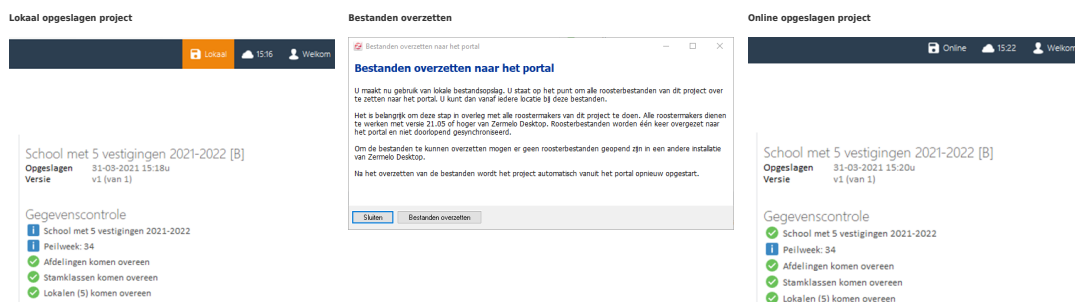 Lokaal opgeslagen project
Lokaal
15:16
Welkom
School met 5 vestigingen 2021-2022 [B]
Opgeslagen 31-03-2021 15:18u
Versie v1 (van 1)
Gegevenscontrole
School met 5 vestigingen 2021-2022
Peilweek: 34
Afdelingen komen overeen
Stamklassen komen overeen
Lokalen (5) komen overeen
Bestanden overzetten
Bestanden overzetten naar het portal
Bestanden overzetten naar het portal
U maakt nu gebruik van lokale bestandsopslag. U staat op het punt om alle roosterbestanden van dit project over
te zetten naar het portal. U kunt dan vanaf iedere locatie bij deze bestanden.
Het is belangrijk om deze stap in overleg met alle roostermakers van dit project te doen. Alle roostermakers dienen
te werken met versie 21.05 of hoger van Zermelo Desktop. Roosterbestanden worden één keer overgezet naar
het portal en niet doorlopend gesynchroniseerd.
Om de bestanden te kunnen overzetten mogen er geen roosterbestanden geopend zijn in een andere installatie
van Zermelo Desktop.
Na het overzetten van de bestanden wordt het project automatisch vanuit het portal opnieuw opgestart.
Sluiten
Bestanden overzetten
Online opgeslagen project
Online
15:22
Welkom
School met 5 vestigingen 2021-2022 [B]
Opgeslagen 31-03-2021 15:20u
Versie v1 (van 1)
Gegevenscontrole
School met 5 vestigingen 2021-2022
Peilweek: 34
Afdelingen komen overeen
Stamklassen komen overeen
Lokalen (5) komen overeen